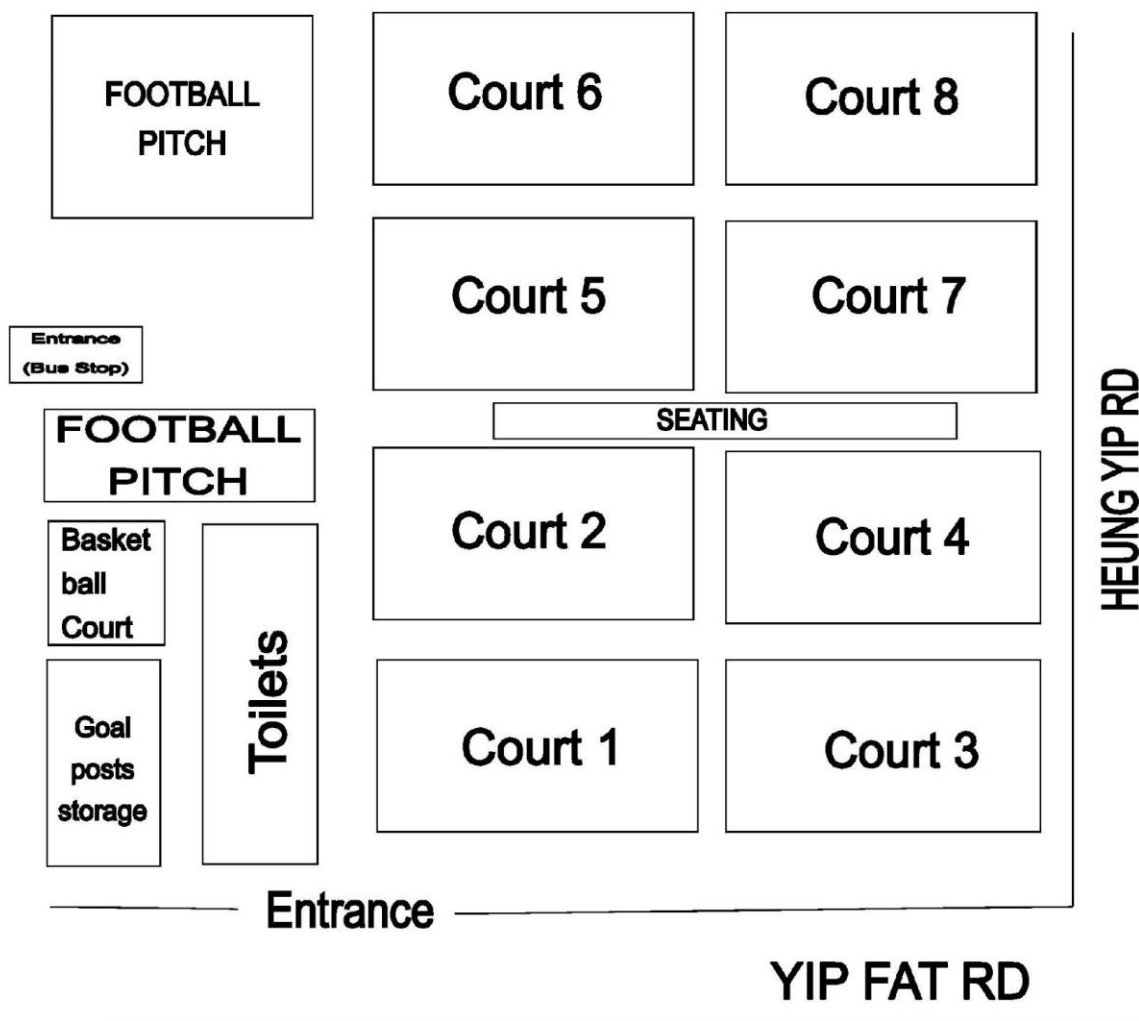 FOOTBALL
PITCH
Court 6
Court 8
Court 5
Court 7
Entrance
(Bus Stop)
SEATING
FOOTBALL
PITCH
HEUNG YIP RD
Basket
ball
Court
Toilets
Court 2
Court 4
Goal
posts
storage
Court 1
Court 3
Entrance
YIP FAT RD